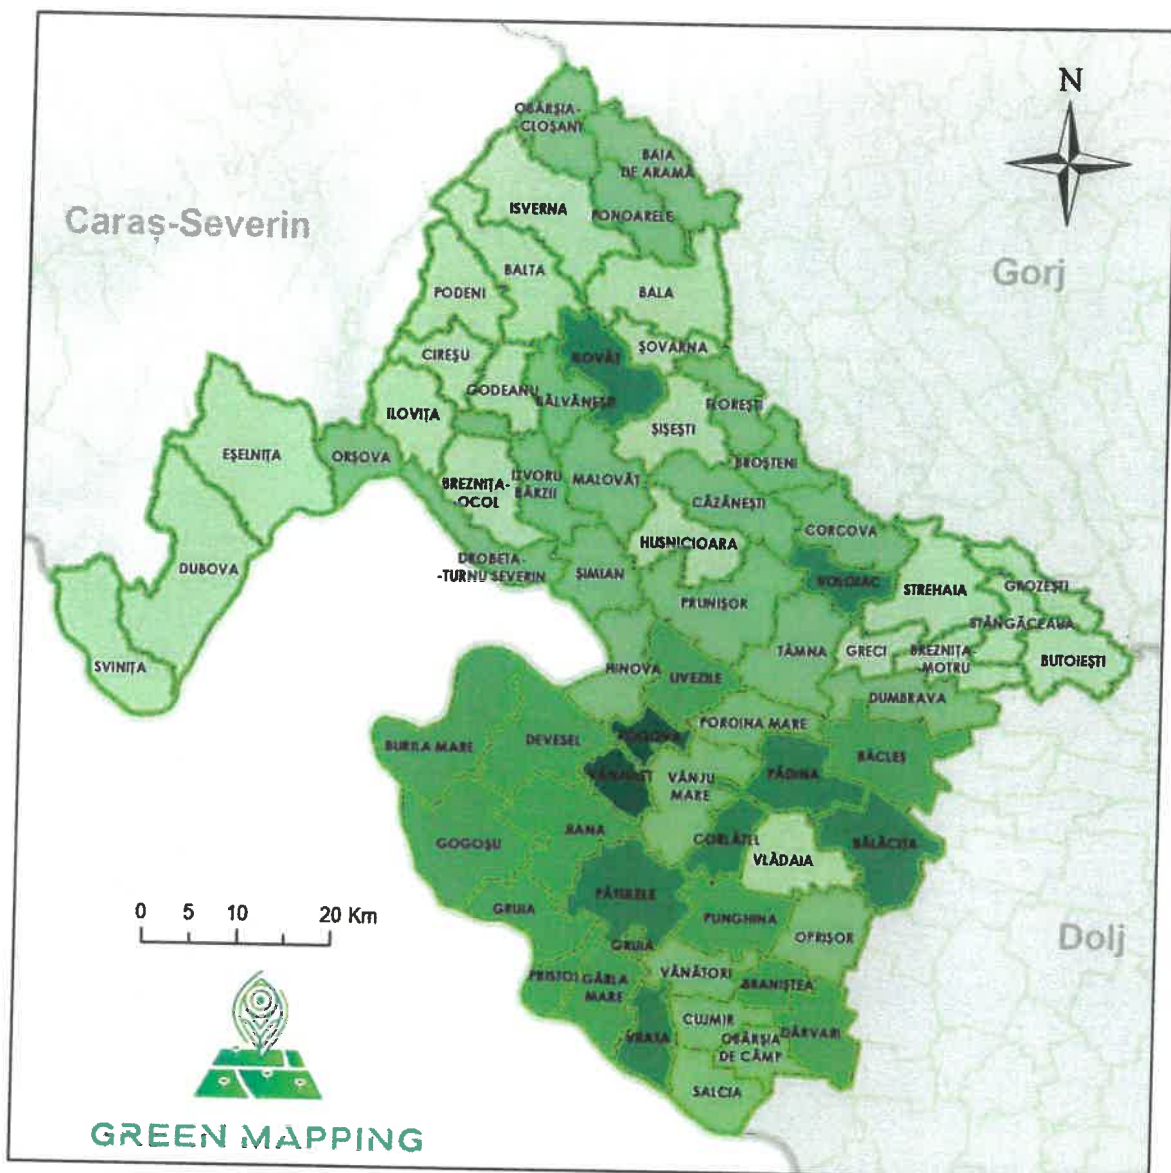 N
OBÂRȘIA-
CLOȘANI
BAIA
DE ARAMĂ
Caraș-Severin
ISVERNA
PONOARELE
BALTA
Gorj
PODENI
BALA
CIREȘU
ȘOVARNA
GODEANU
FLOREȘTI
ILOVIȚA
ȘIȘEȘTI
EȘELNIȚA
ORȘOVA
BROȘTENI
BREZNIȚA-
OCOL
IZVORU
BÂRZII
MALOVĂȚ
CĂZĂNEȘTI
CORCOVA
HUSNICIOARA
DUBOVA
DROBETA-
-TURNU SEVERIN
ȘIMIAN
STREHAIA
GROZEȘTI
PRUNIȘOR
STÂNGĂCEAUA
SVINIȚA
TÂMNA
GRECI
BREZNIȚA-
MOTRU
BUTOIEȘTI
HINOVA
LIVEZILE
DUMBRAVA
POROINA MARE
BURILA MARE
DEVESEL
BÂCLEȘ
VÂNJU
MARE
PĂDINA
JIANA
GOGOȘU
CORLĂȚEL
VLĂDAIA
BĂLĂCIȚA
PĂTULELE
0 5 10 20 Km
GRUIA
PUNGHINA
OPRIȘOR
Dolj
GRUIA
VÂNĂTORI
PRISTOL
GÂRLA
MARE
BRANIȘTEA
CUJMIR
VRATA
OBÂRȘIA
DE CÂMP
DÂRVARI
SALCIA
GREEN MAPPING